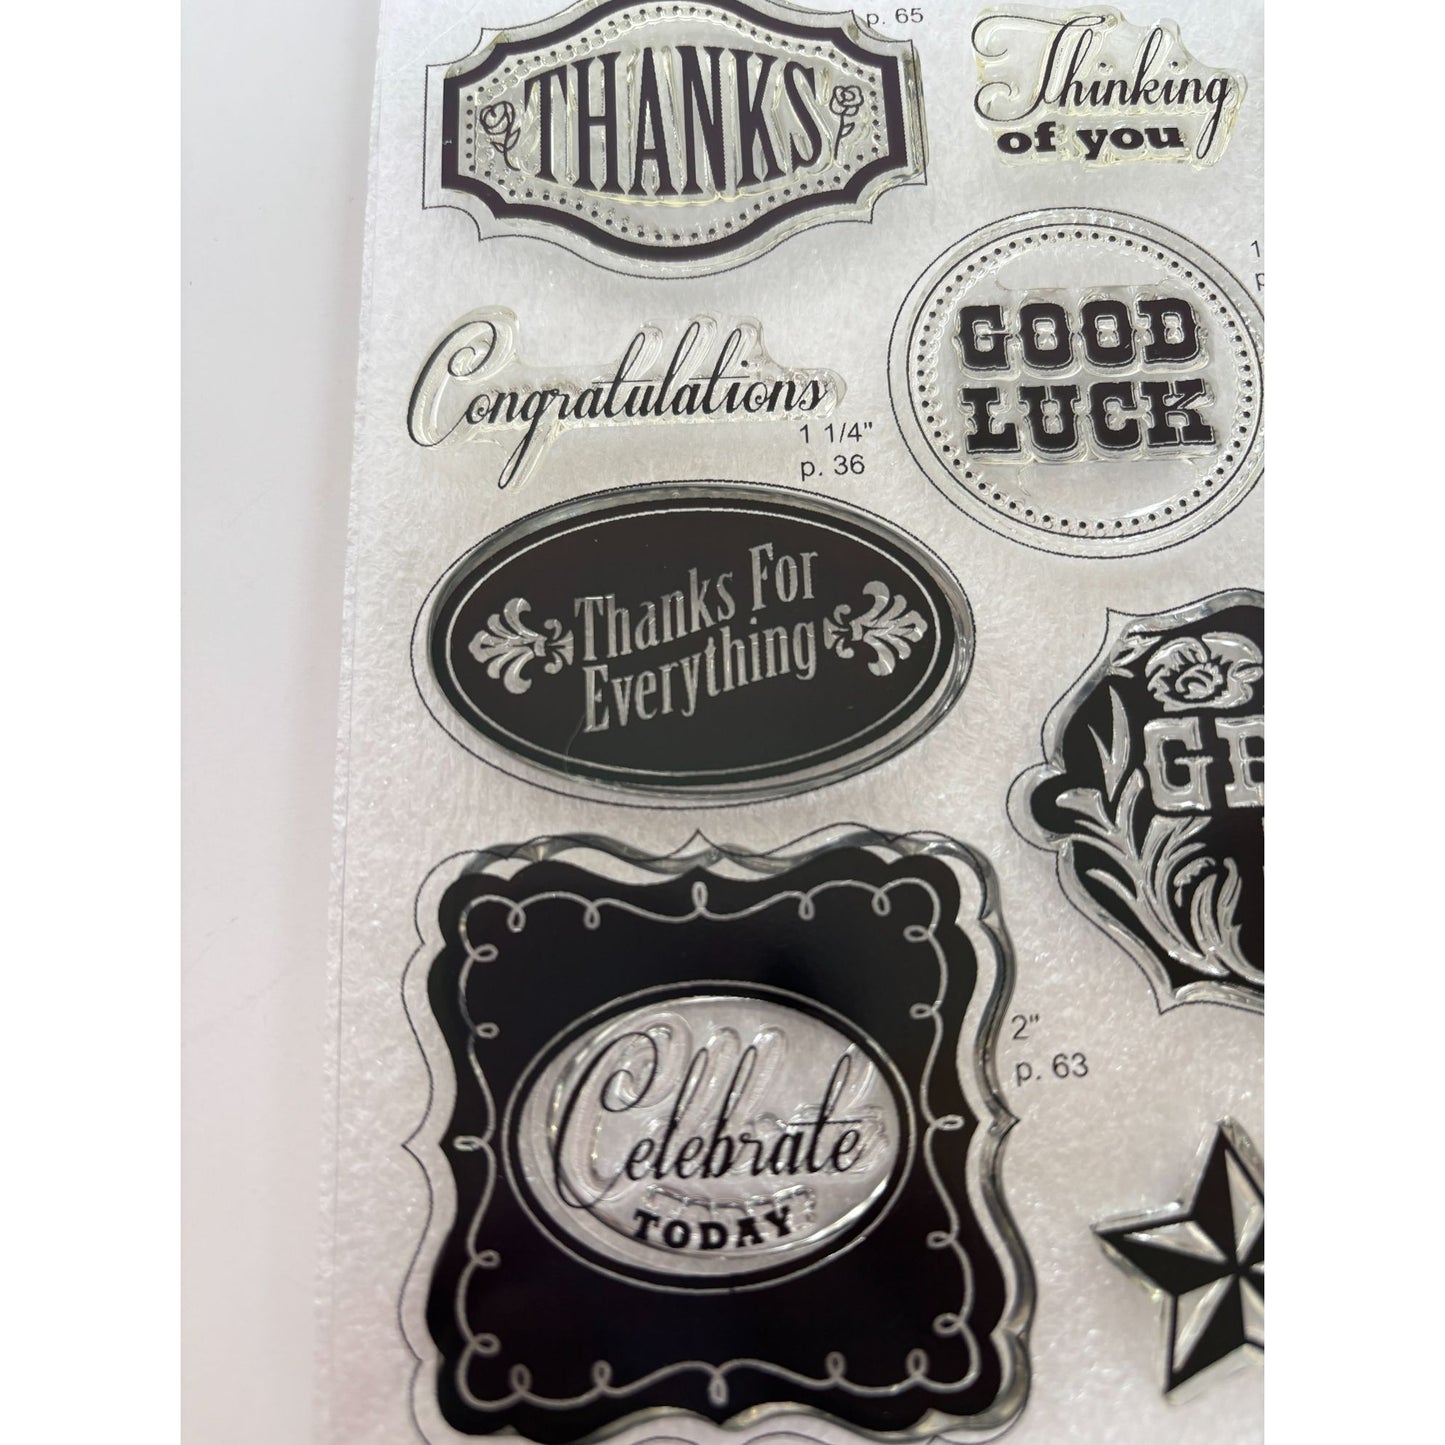 p. 65
THANKS
Thinking
of you
GOOD
LUCK
Congratulations
1 1/4"
p. 36
Thanks For
Everything
Celebrate
TODAY
2"
p. 63